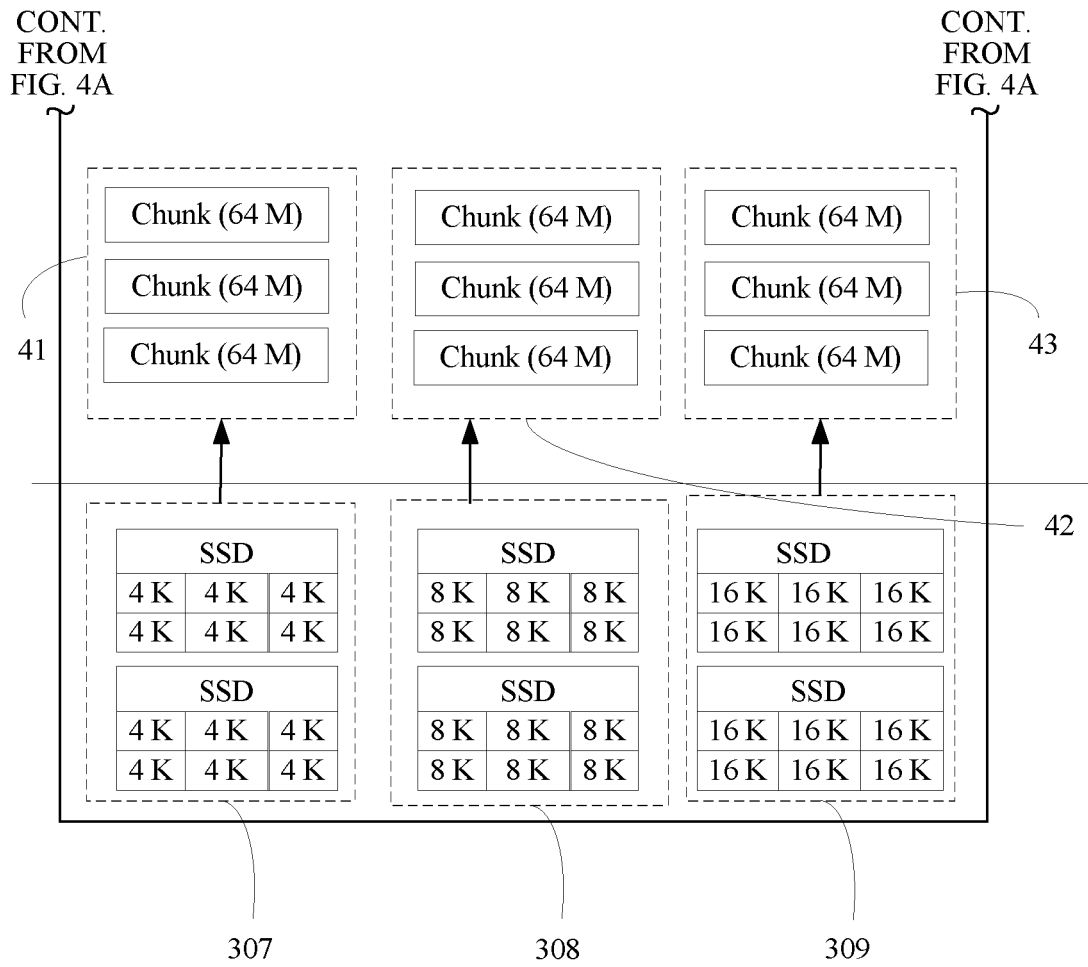 CONT.
FROM
FIG. 4A
CONT.
FROM
FIG. 4A
Chunk (64 M)
Chunk (64 M)
Chunk (64 M)
41
Chunk (64 M)
Chunk (64 M)
Chunk (64 M)
Chunk (64 M)
Chunk (64 M)
Chunk (64 M)
43
42
SSD
4 K 4 K 4 K
4 K 4 K 4 K
SSD
4 K 4 K 4 K
4 K 4 K 4 K
SSD
8 K 8 K 8 K
8 K 8 K 8 K
SSD
8 K 8 K 8 K
8 K 8 K 8 K
SSD
16 K 16 K 16 K
16 K 16 K 16 K
SSD
16 K 16 K 16 K
16 K 16 K 16 K
307
308
309